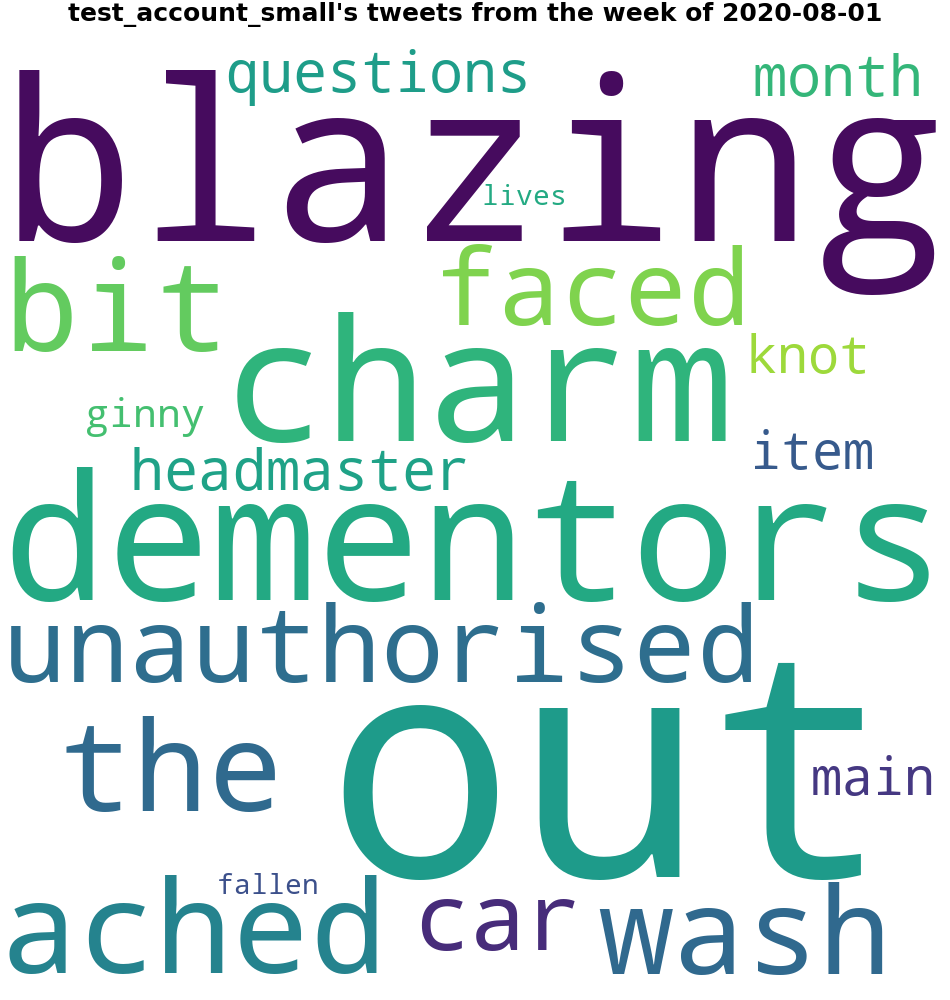 test_account_small's tweets from the week of 2020-08-01
questions
month
blazing
lives
bit
faced
charm
knot
ginny
item
headmaster
dementors
unauthorised
the
out
main
fallen
ached
car
wash